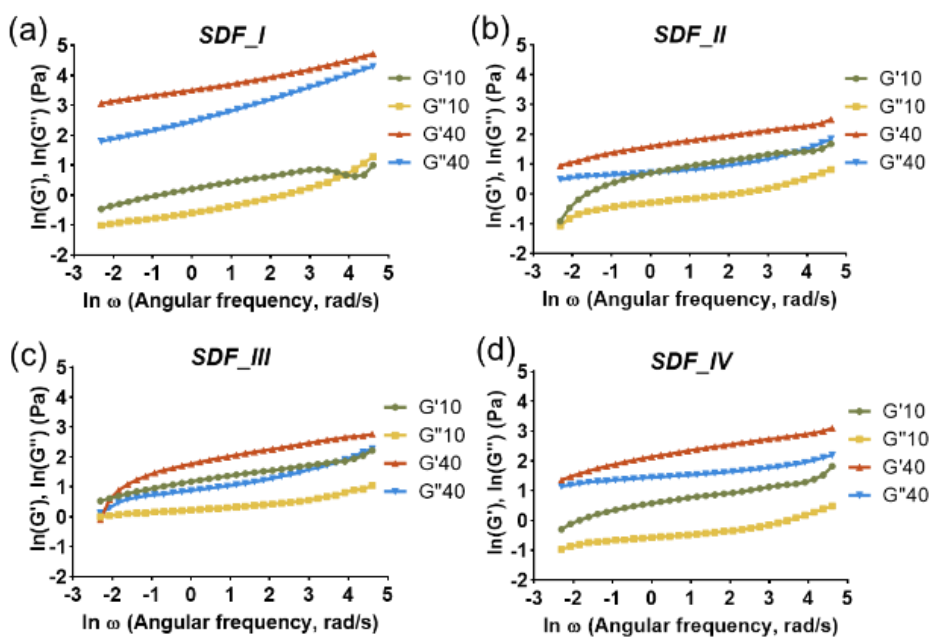 (a)
SDF_I
ln(G'), ln(G'') (Pa)
5
4
3
2
1
0
-1
-2
-3 -2 -1 0 1 2 3 4 5
ln ω (Angular frequency, rad/s)
G'10
G''10
G'40
G''40
(b)
SDF_II
ln(G'), ln(G'') (Pa)
5
4
3
2
1
0
-1
-2
-3 -2 -1 0 1 2 3 4 5
ln ω (Angular frequency, rad/s)
G'10
G''10
G'40
G''40
(c)
SDF_III
ln(G'), ln(G'') (Pa)
5
4
3
2
1
0
-1
-2
-3 -2 -1 0 1 2 3 4 5
ln ω (Angular frequency, rad/s)
G'10
G''10
G'40
G''40
(d)
SDF_IV
ln(G'), ln(G'') (Pa)
5
4
3
2
1
0
-1
-2
-3 -2 -1 0 1 2 3 4 5
ln ω (Angular frequency, rad/s)
G'10
G''10
G'40
G''40